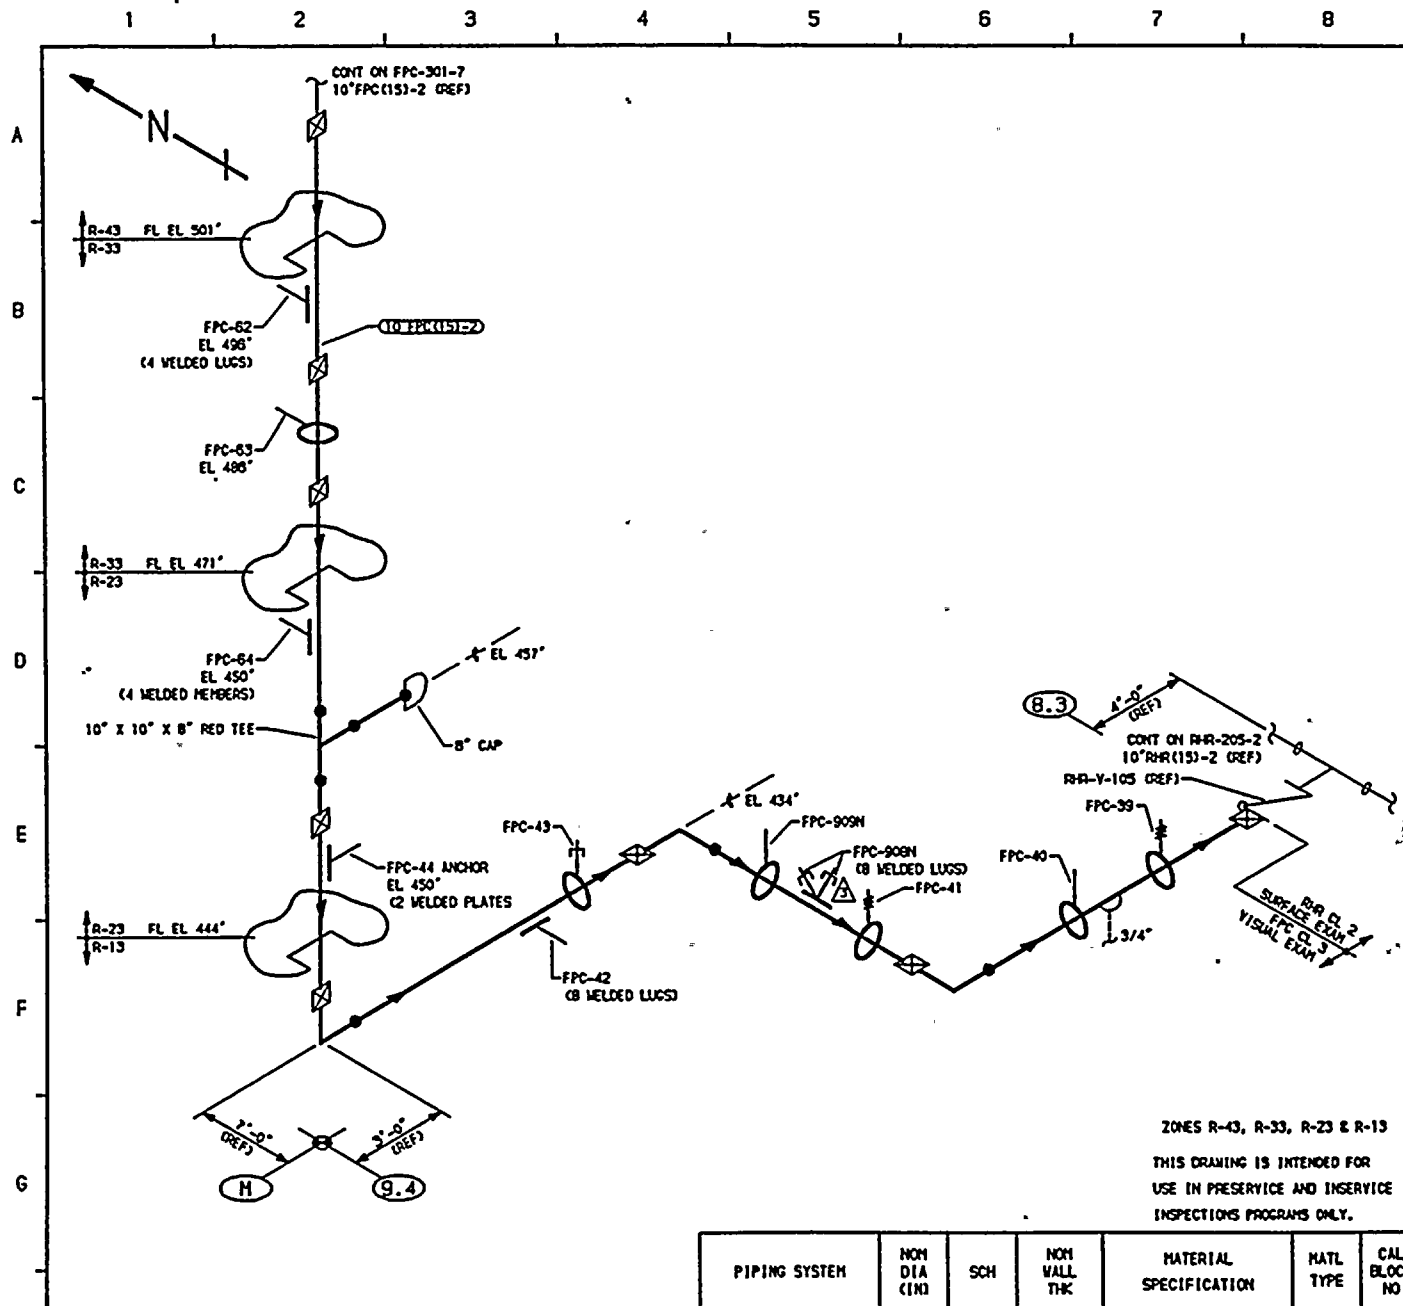 1 2 3 4 5 6 7 8
CONT ON FPC-301-7
10"FPC(15)-2 (REF)
A
N
R-43 FL EL 501'
R-33
B
FPC-62
EL 496'
(4 WELDED LUGS)
10 FPC(15)-2
FPC-63
EL 486'
C
R-33 FL EL 471'
R-23
D
FPC-64
EL 450'
(4 WELDED MEMBERS)
℄ EL 457'
10" X 10" X 8" RED TEE
8" CAP
8.3
4'-0"
(REF)
CONT ON RHR-205-2
10"RHR(15)-2 (REF)
RHR-V-105 (REF)
℄ EL 434'
E
FPC-43
FPC-909N
FPC-39
FPC-44 ANCHOR
EL 450'
(2 WELDED PLATES
FPC-908N
(8 WELDED LUGS)
3
FPC-41
FPC-40
R-23 FL EL 444'
R-13
3/4"
RHR CL 2
SURFACE EXAM
FPC CL 3
VISUAL EXAM
F
FPC-42
(8 WELDED LUGS)
7'-0"
(REF)
3'-0"
(REF)
M
9.4
G
ZONES R-43, R-33, R-23 & R-13
THIS DRAWING IS INTENDED FOR
USE IN PRESERVICE AND INSERVICE
INSPECTIONS PROGRAMS ONLY.
PIPING SYSTEM
NOM
DIA
(IN)
SCH
NOM
WALL
THK
MATERIAL
SPECIFICATION
MATL
TYPE
CAL
BLOC
NO